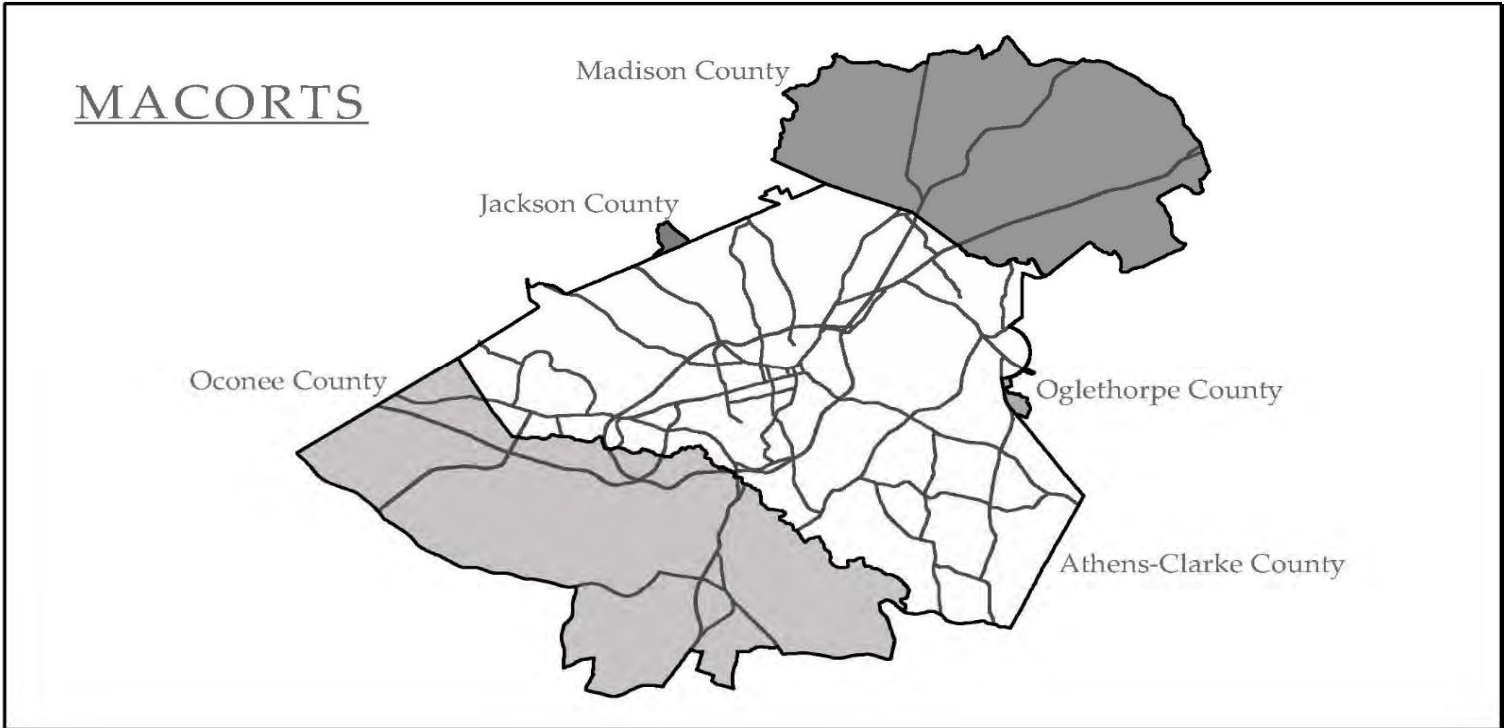 MACORTS
Madison County
Jackson County
Oconee County
Oglethorpe County
Athens-Clarke County